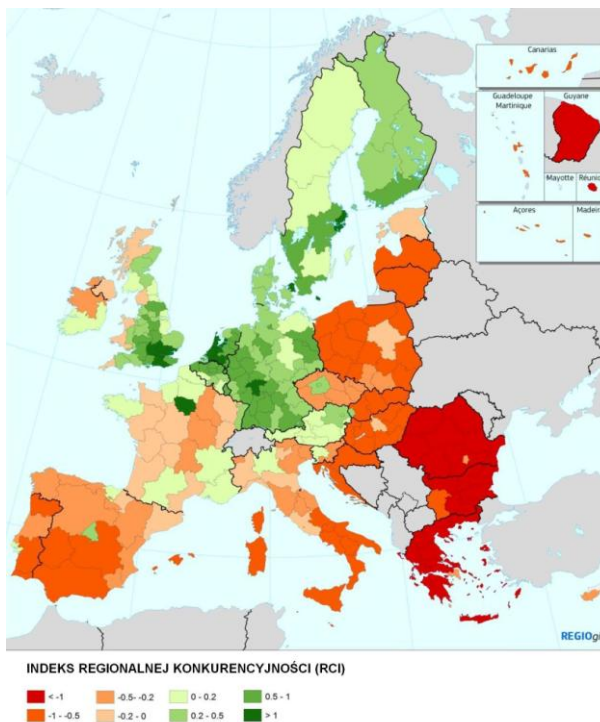 Canarias
Guadeloupe
Martinique
Guyane
Mayotte
Réunion
Açores
Madeira
REGIOgi
INDEKS REGIONALNEJ KONKURENCYJNOŚCI (RCI)
< -1
-0.5- -0.2
0 - 0.2
0.5 - 1
-1 - -0.5
-0.2 - 0
0.2 - 0.5
> 1